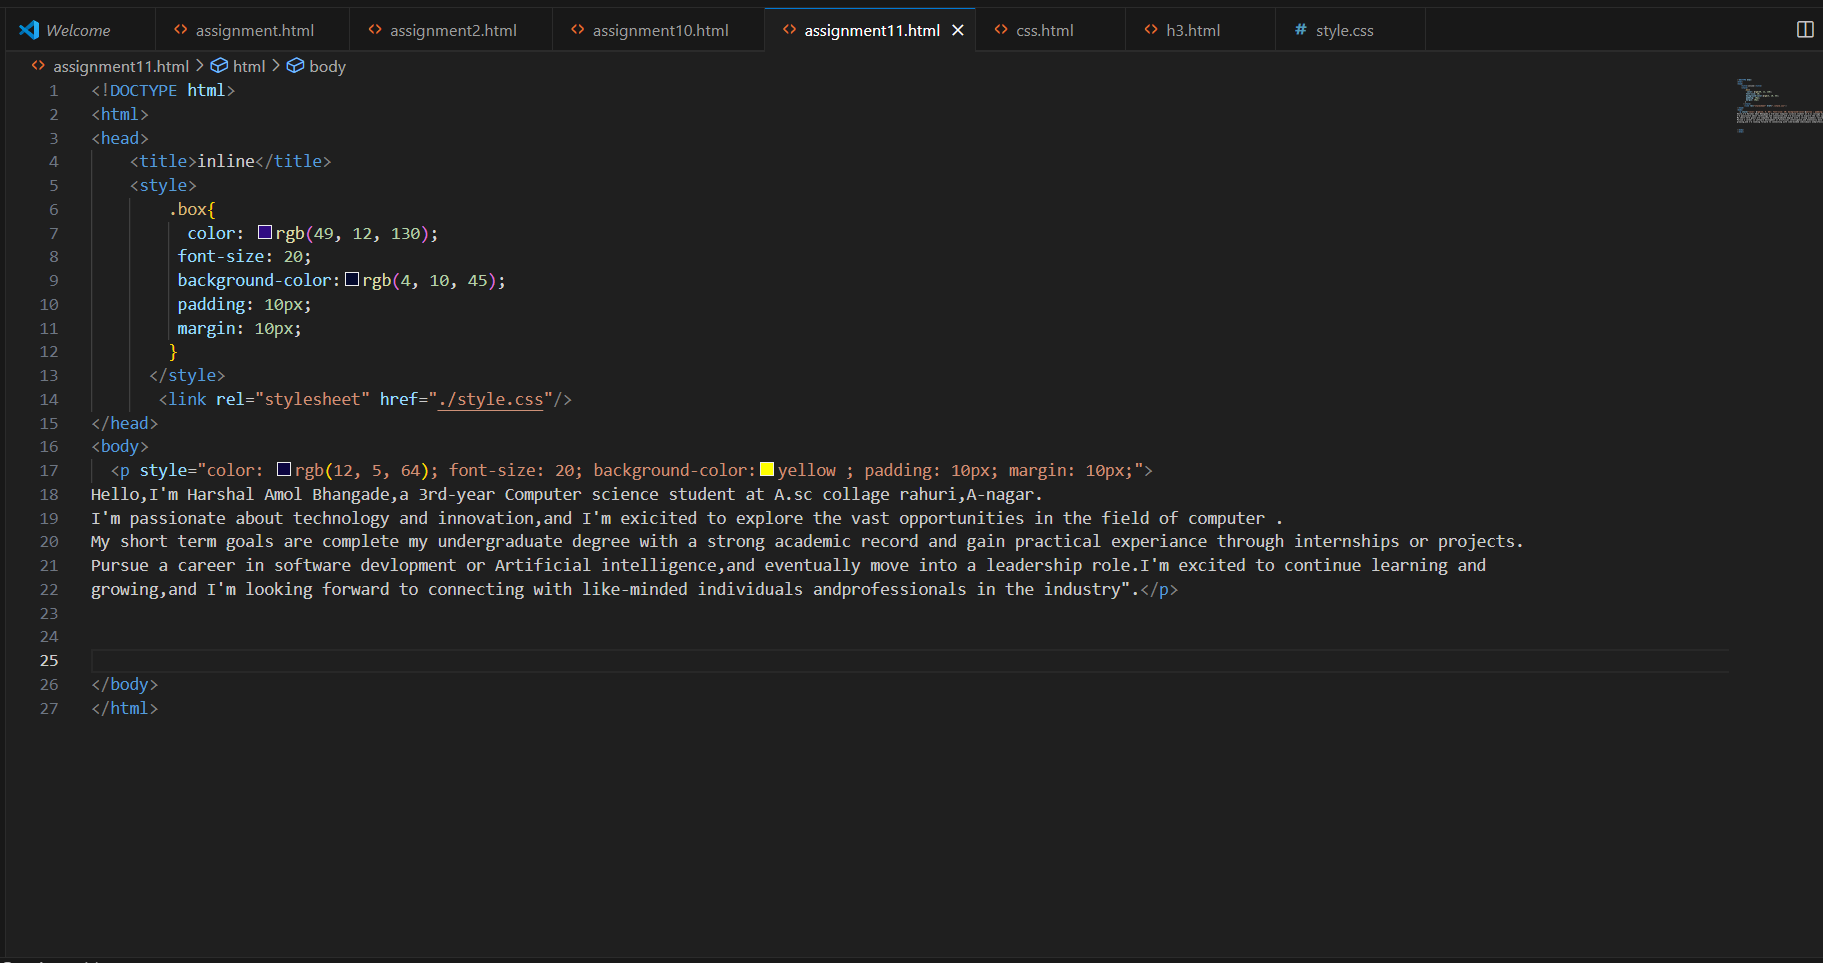 Welcome assignment.html assignment2.html assignment10.html assignment11.html css.html h3.html # style.css
assignment11.html > html > body
1 <!DOCTYPE html>
2 <html>
3 <head>
4 <title>inline</title>
5 <style>
6 .box{
7 color: rgb(49, 12, 130);
8 font-size: 20;
9 background-color: rgb(4, 10, 45);
10 padding: 10px;
11 margin: 10px;
12 }
13 </style>
14 <link rel="stylesheet" href="./style.css"/>
15 </head>
16 <body>
17 <p style="color: rgb(12, 5, 64); font-size: 20; background-color: yellow ; padding: 10px; margin: 10px;">
18 Hello,I'm Harshal Amol Bhangade,a 3rd-year Computer science student at A.sc collage rahuri,A-nagar.
19 I'm passionate about technology and innovation,and I'm exicited to explore the vast opportunities in the field of computer .
20 My short term goals are complete my undergraduate degree with a strong academic record and gain practical experiance through internships or projects.
21 Pursue a career in software devlopment or Artificial intelligence,and eventually move into a leadership role.I'm excited to continue learning and
22 growing,and I'm looking forward to connecting with like-minded individuals andprofessionals in the industry".</p>
23
24
25
26 </body>
27 </html>